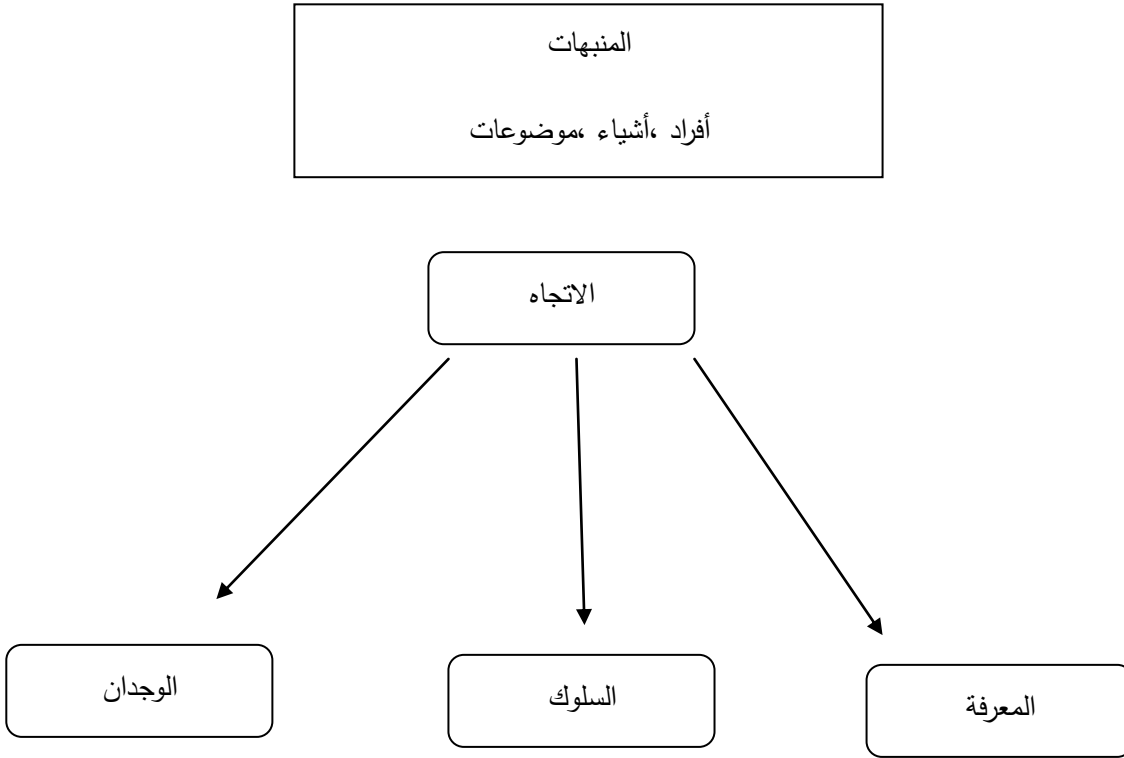 المنبهات
أفراد ،أشياء ،موضوعات
الاتجاه
المعرفة
السلوك
الوجدان